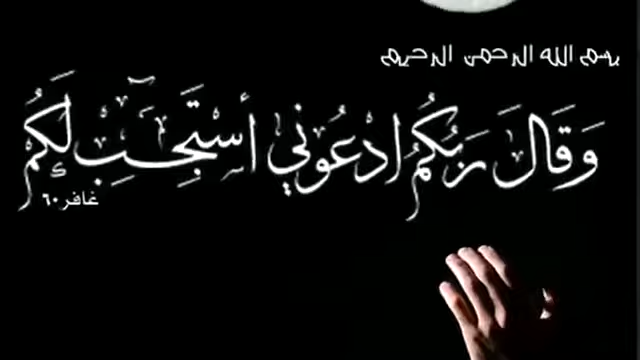 بسم الله الرحمن الرحيم
وَقَالَ رَبُّكُمُ ادْعُونِي أَسْتَجِبْ لَكُمْ
غافر ٦٠